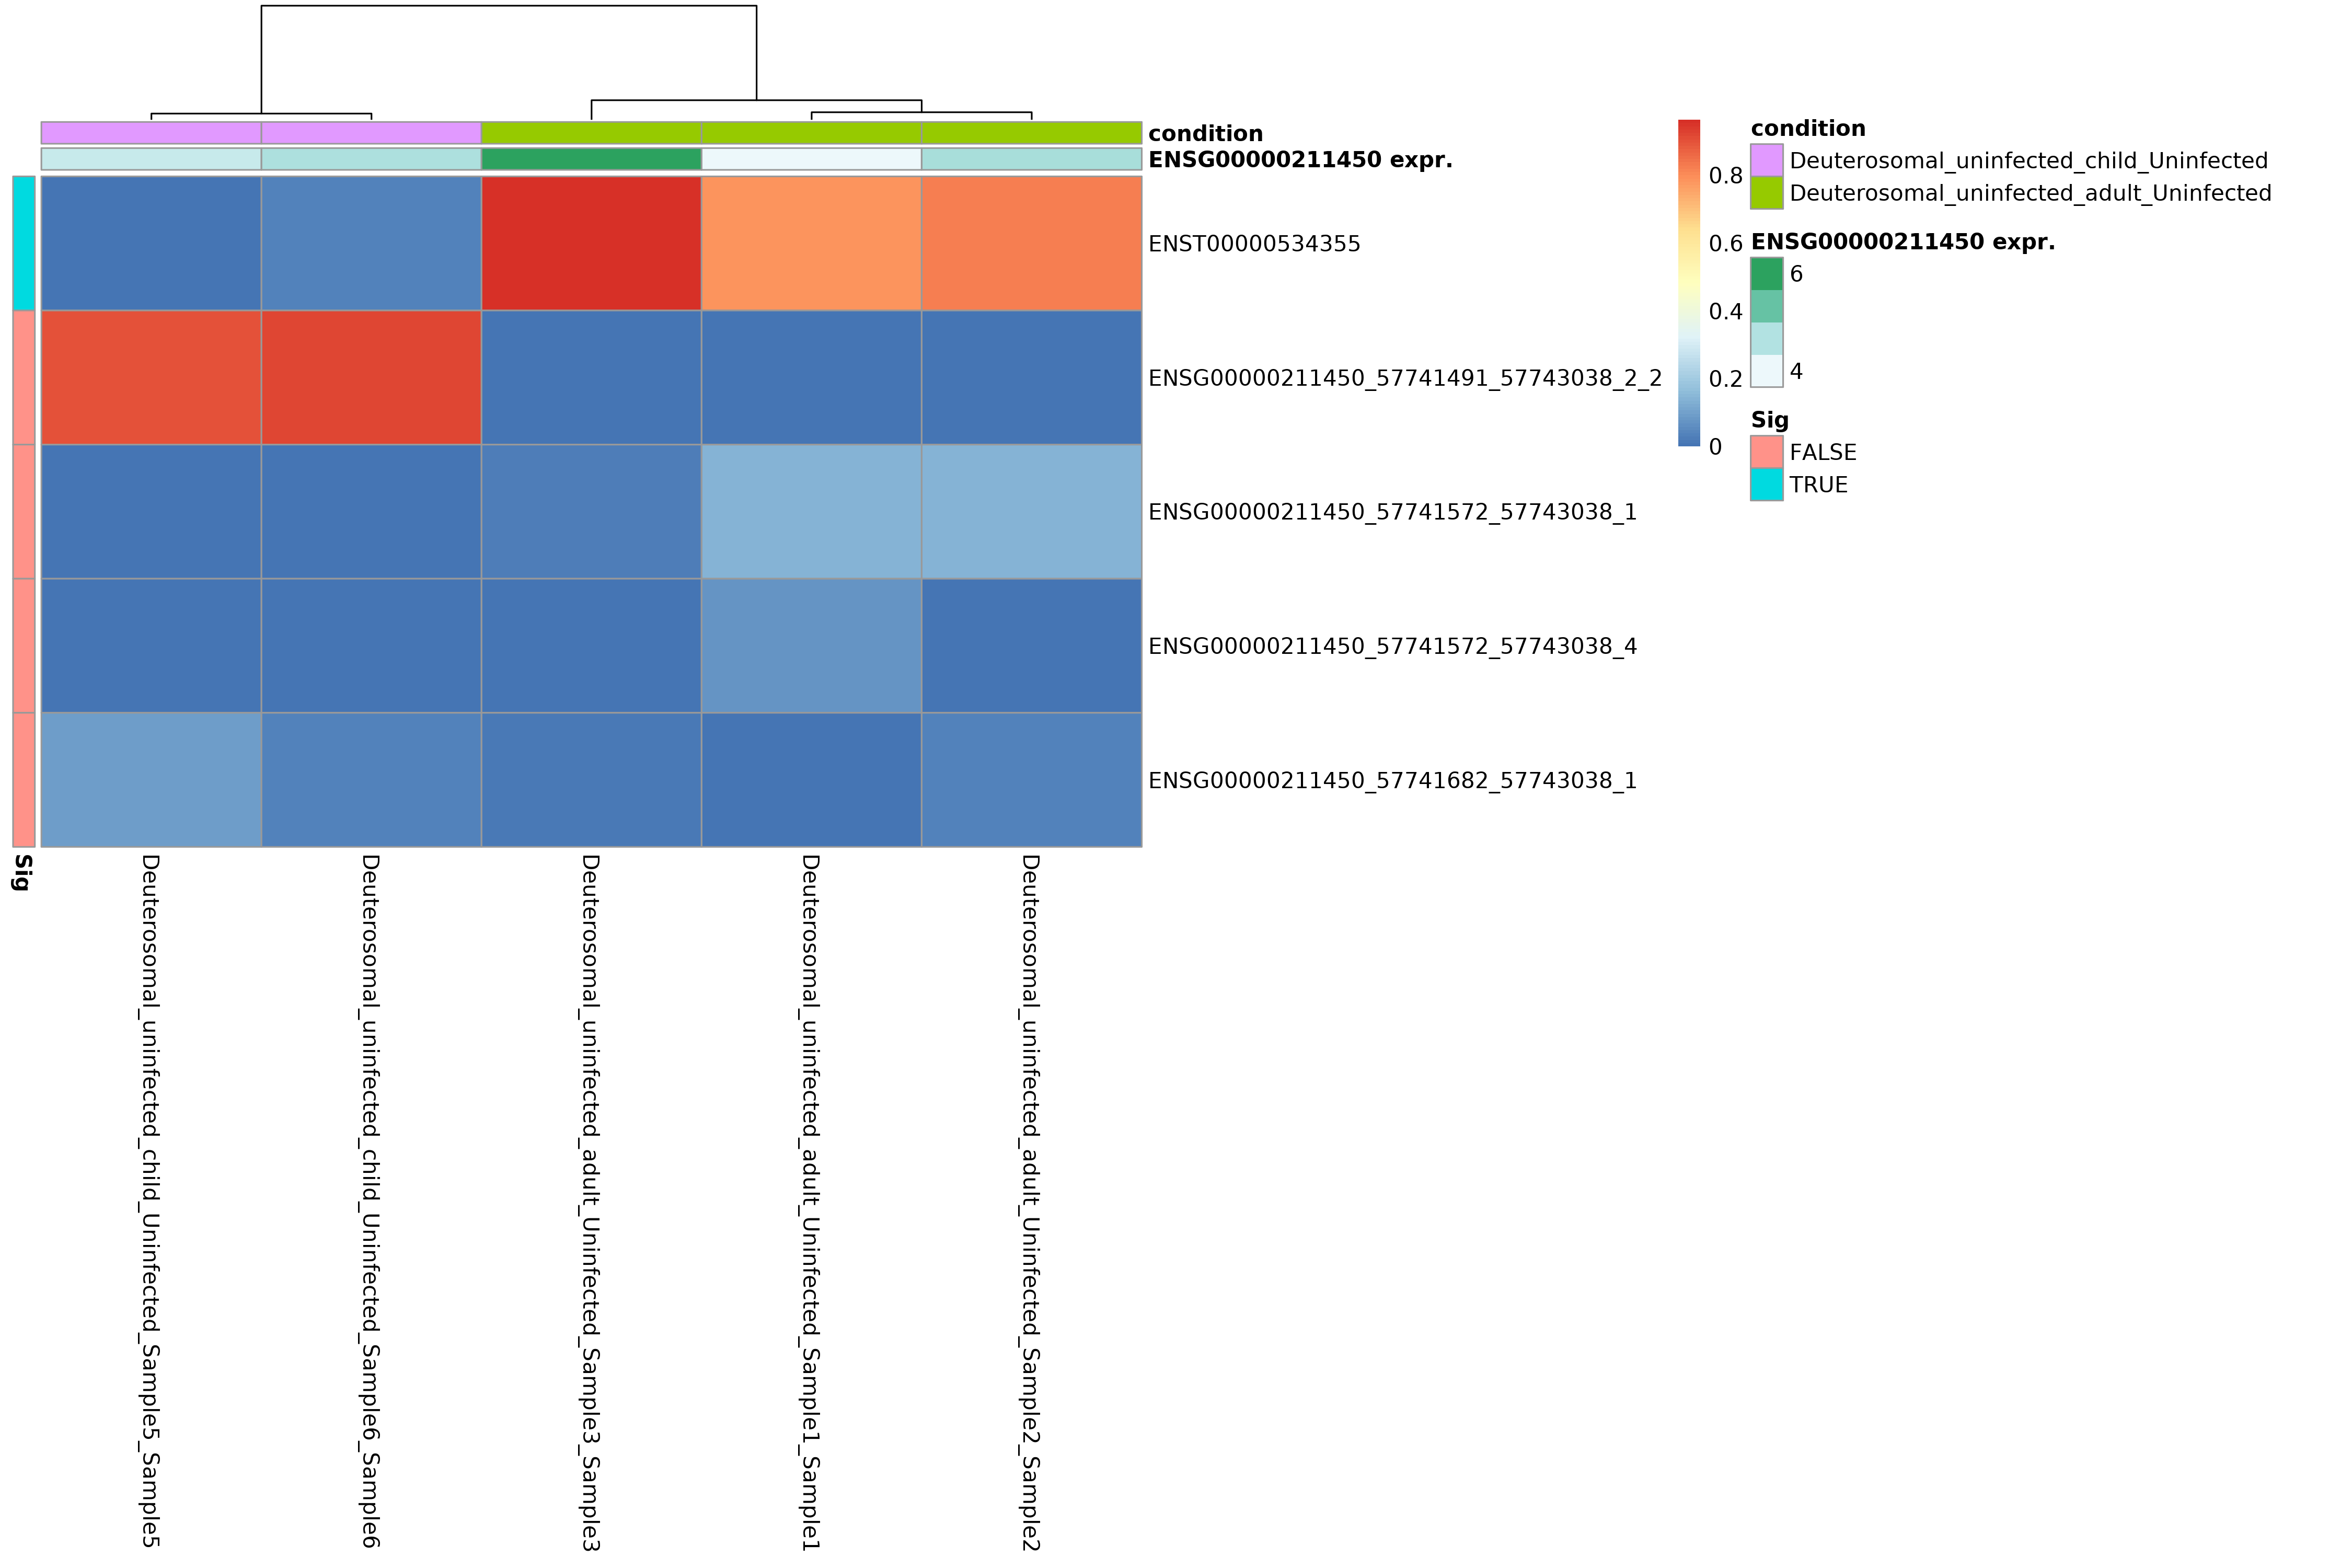 condition
ENSG00000211450 expr.
ENST00000534355
ENSG00000211450_57741491_57743038_2_2
ENSG00000211450_57741572_57743038_1
ENSG00000211450_57741572_57743038_4
ENSG00000211450_57741682_57743038_1
Sig
Deuterosomal_uninfected_child_Uninfected_Sample5_Sample5
Deuterosomal_uninfected_child_Uninfected_Sample6_Sample6
Deuterosomal_uninfected_adult_Uninfected_Sample3_Sample3
Deuterosomal_uninfected_adult_Uninfected_Sample1_Sample1
Deuterosomal_uninfected_adult_Uninfected_Sample2_Sample2
0.8
0.6
0.4
0.2
0
condition
Deuterosomal_uninfected_child_Uninfected
Deuterosomal_uninfected_adult_Uninfected
ENSG00000211450 expr.
6
4
Sig
FALSE
TRUE